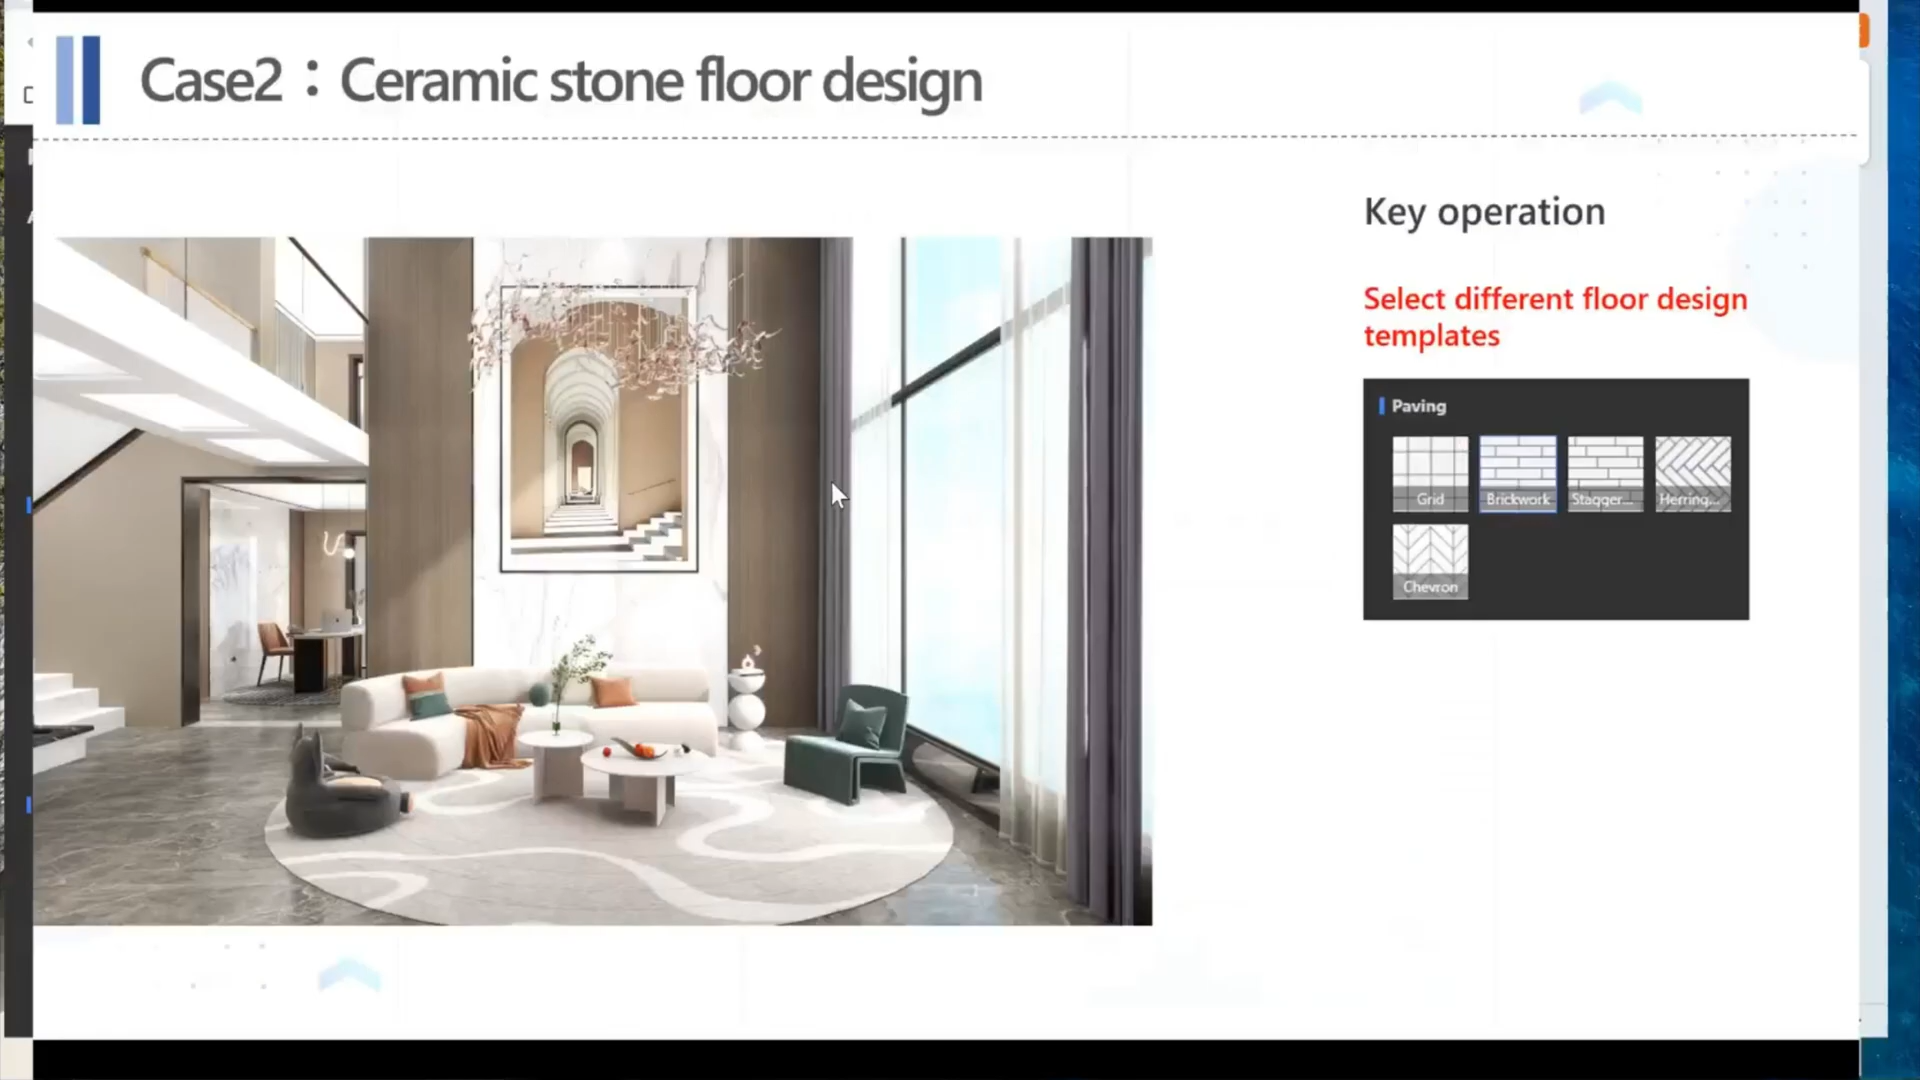 Case2：Ceramic stone floor design
Key operation
Select different floor design
templates
Paving
Grid
Brickwork
Stagger...
Herring...
Chevron